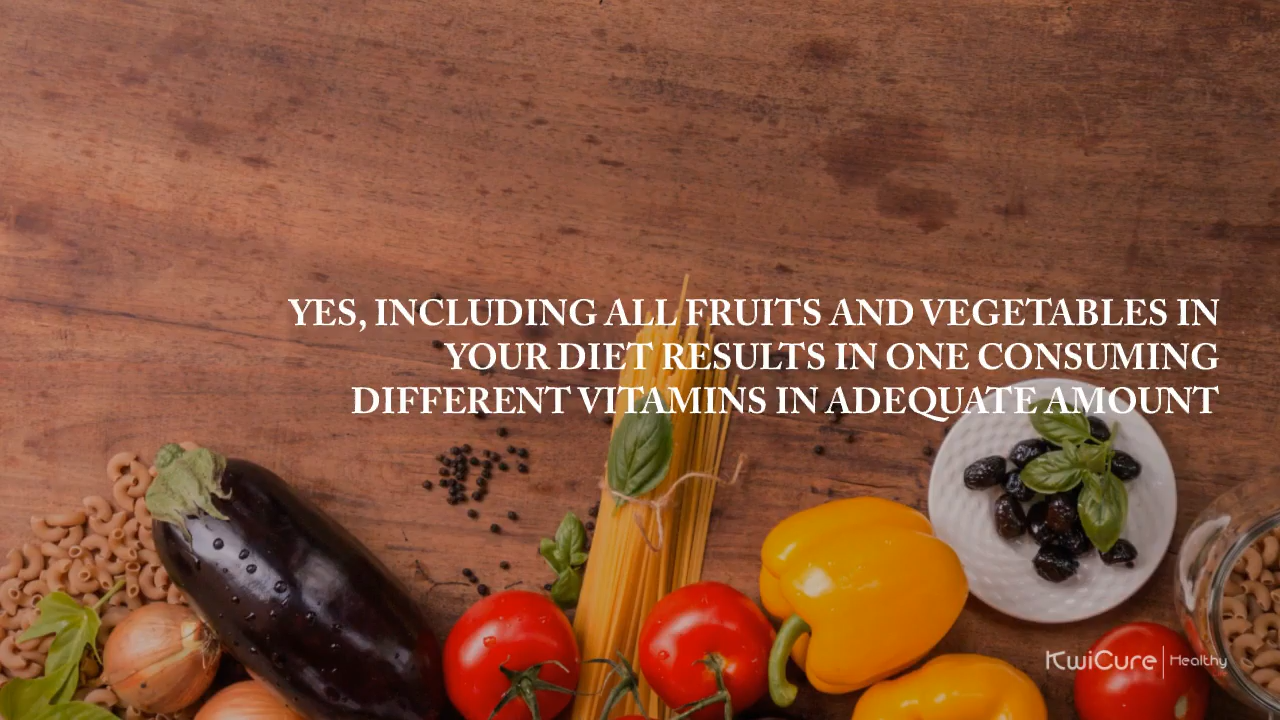 YES, INCLUDING ALL FRUITS AND VEGETABLES IN
YOUR DIET RESULTS IN ONE CONSUMING
DIFFERENT VITAMINS IN ADEQUATE AMOUNT
KwiCure | Healthy